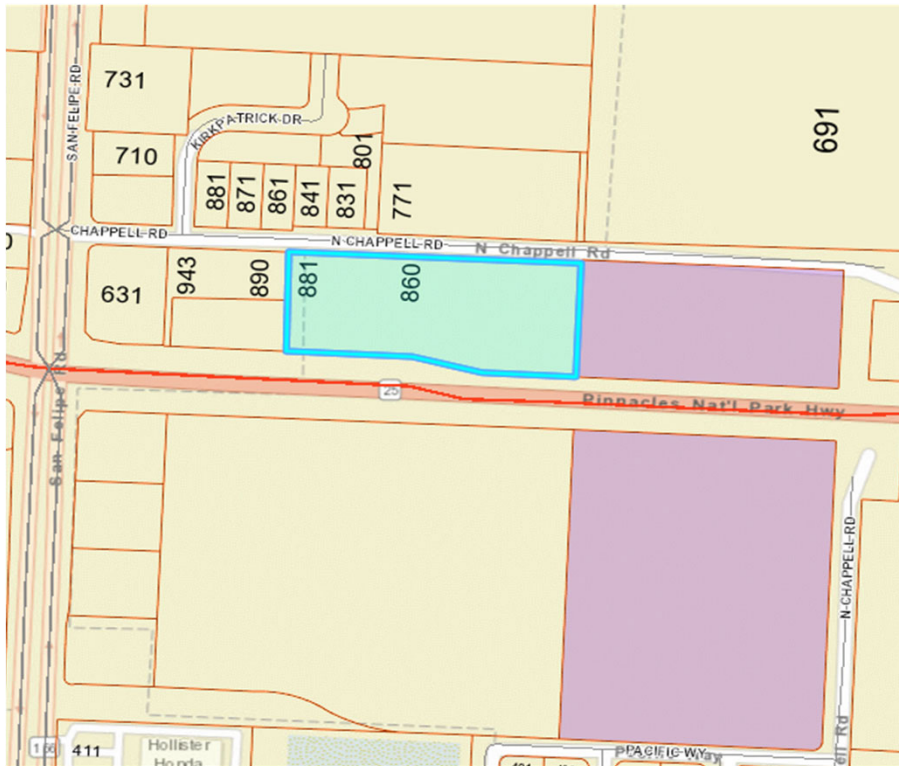 731
SAN FELIPE RD
KIRKPATRICK DR
691
710
801
881
871
861
841
831
771
CHAPPELL RD
N CHAPPELL RD
N Chappell Rd
631
943
890
881
860
San Felipe Rd
25
Pinnacles Nat'l Park Hwy
N CHAPPELL RD
156
411
Hollister
Honda
PACIFIC WY
ell Rd